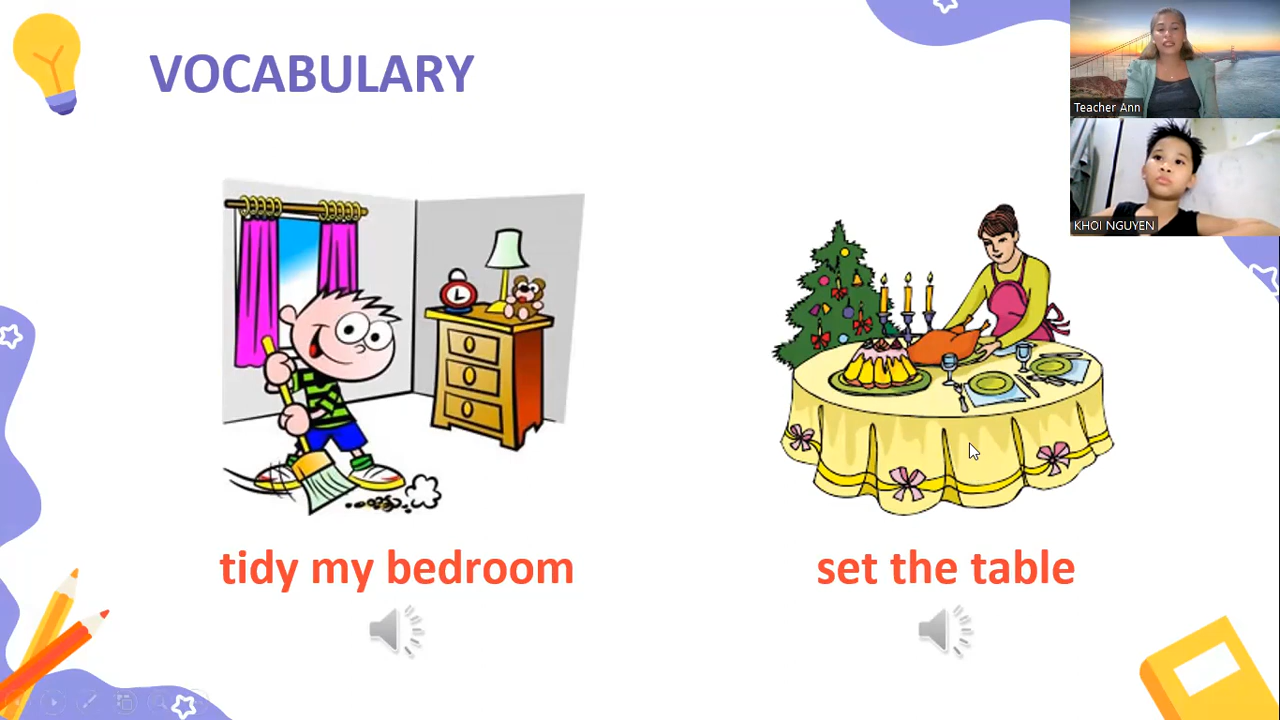 VOCABULARY
Teacher Ann
KHOI NGUYEN
tidy my bedroom
set the table